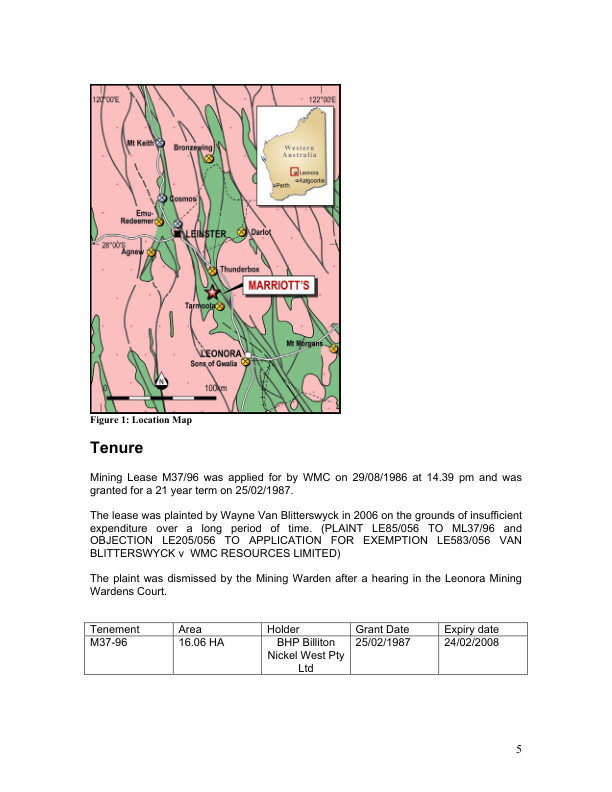 120°00'E
122°00'E
Mt Keith
Bronzewing
Western
Australia
Leonora
Kalgoorlie
Perth
Cosmos
Emu-
Redeemer
LEINSTER
Darlot
28°00'S
Agnew
Thunderbox
MARRIOTT'S
Tarmoola
Mt Morgans
LEONORA
Sons of Gwalia
N
0
100km
Figure 1: Location Map
Tenure
Mining Lease M37/96 was applied for by WMC on 29/08/1986 at 14.39 pm and was
granted for a 21 year term on 25/02/1987.
The lease was plainted by Wayne Van Blitterswyck in 2006 on the grounds of insufficient
expenditure over a long period of time. (PLAINT LE85/056 TO ML37/96 and
OBJECTION LE205/056 TO APPLICATION FOR EXEMPTION LE583/056 VAN
BLITTERSWYCK v WMC RESOURCES LIMITED)
The plaint was dismissed by the Mining Warden after a hearing in the Leonora Mining
Wardens Court.
Tenement Area Holder Grant Date Expiry date
M37-96 16.06 HA BHP Billiton 25/02/1987 24/02/2008
Nickel West Pty
Ltd
5